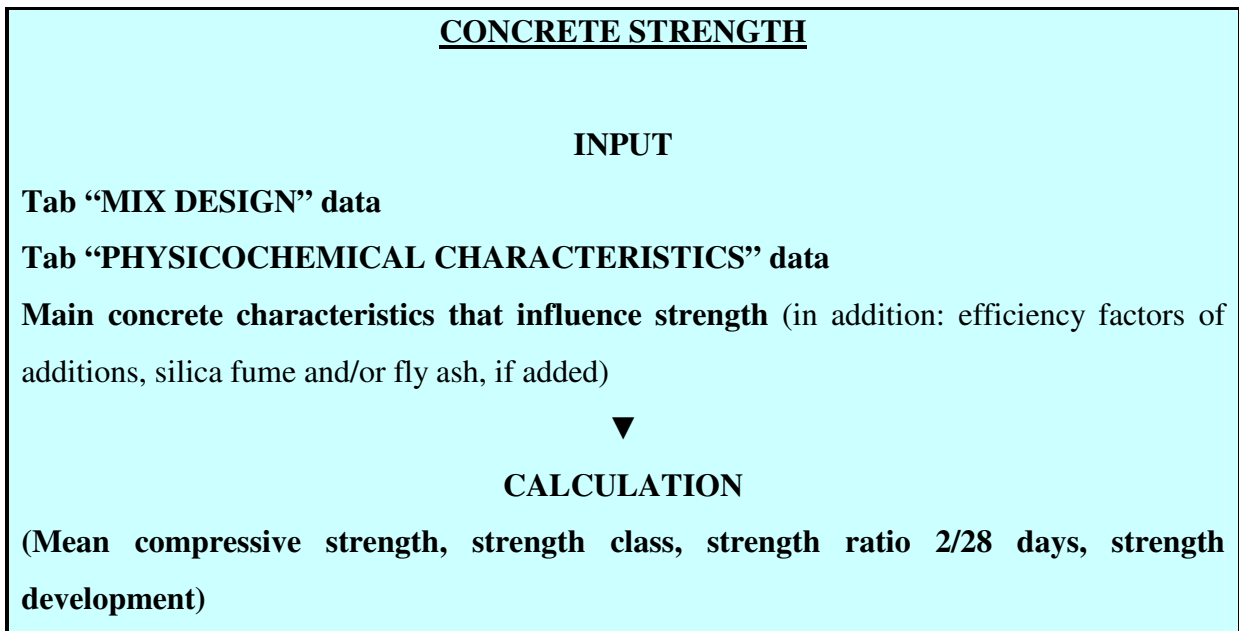 CONCRETE STRENGTH
INPUT
Tab “MIX DESIGN” data
Tab “PHYSICOCHEMICAL CHARACTERISTICS” data
Main concrete characteristics that influence strength (in addition: efficiency factors of
additions, silica fume and/or fly ash, if added)
▼
CALCULATION
(Mean compressive strength, strength class, strength ratio 2/28 days, strength
development)